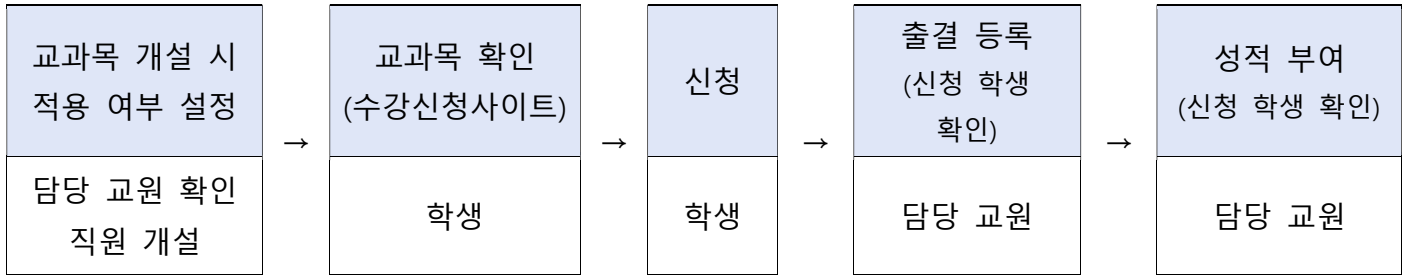 교과목 개설 시
적용 여부 설정
담당 교원 확인
직원 개설
→
교과목 확인
(수강신청사이트)
학생
→
신청
학생
→
출결 등록
(신청 학생
확인)
담당 교원
→
성적 부여
(신청 학생 확인)
담당 교원